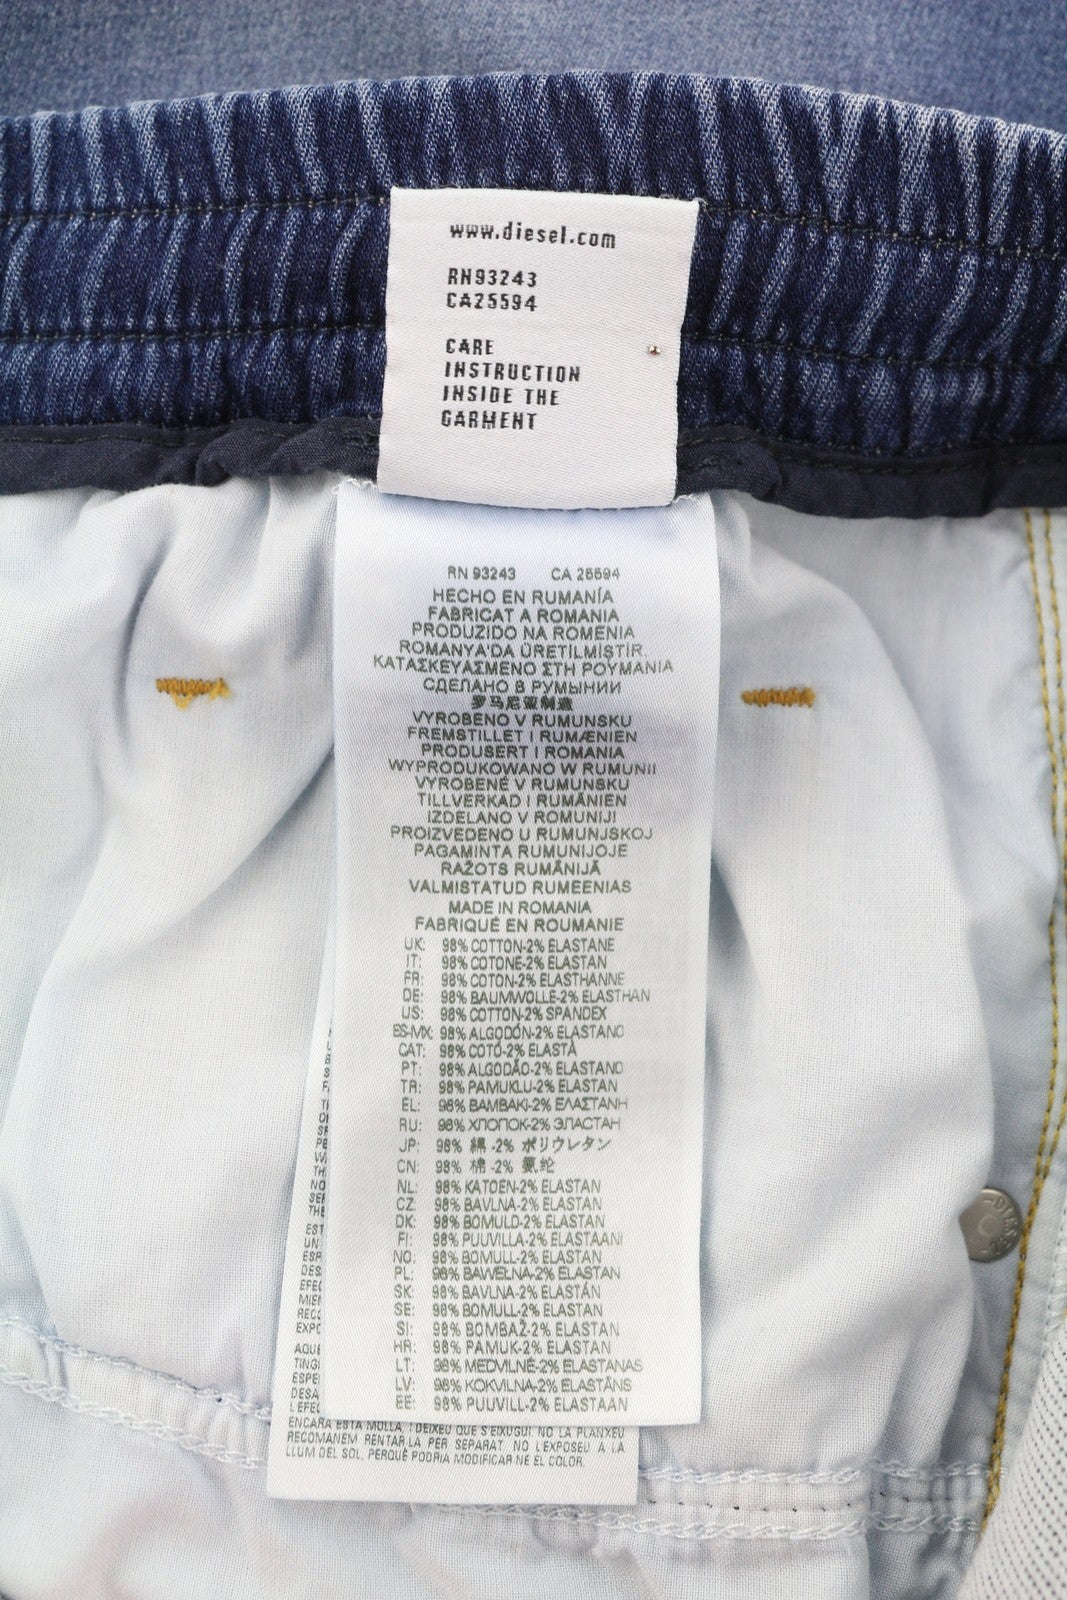 www.diesel.com
RN93243
CA25594
CARE
INSTRUCTION
INSIDE THE
GARMENT
RN 93243 CA 25594
HECHO EN RUMANÍA
FABRICAT A ROMANIA
PRODUZIDO NA ROMENIA
ROMANYA'DA ÜRETILMIŞTIR.
ΚΑΤΑΣΚΕΥΑΣΜΕΝΟ ΣΤΗ ΡΟΥΜΑΝΙΑ
СДЕЛАНО В РУМЫНИИ
罗马尼亚制造
VYROBENO V RUMUNSKU
FREMSTILLET I RUMÆNIEN
PRODUSERT I ROMANIA
WYPRODUKOWANO W RUMUNII
VYROBENÉ V RUMUNSKU
TILLVERKAD I RUMÄNIEN
IZDELANO V ROMUNIJI
PROIZVEDENO U RUMUNJSKOJ
PAGAMINTA RUMUNIJOJE
RAŽOTS RUMĀNIJĀ
VALMISTATUD RUMEENIAS
MADE IN ROMANIA
FABRIQUÉ EN ROUMANIE
UK: 98% COTTON-2% ELASTANE
IT: 98% COTONE-2% ELASTAN
FR: 98% COTON-2% ELASTHANNE
DE: 98% BAUMWOLLE-2% ELASTHAN
US: 98% COTTON-2% SPANDEX
ES-MX: 98% ALGODÓN-2% ELASTANO
CAT: 98% COTÓ-2% ELASTÀ
PT: 98% ALGODÃO-2% ELASTANO
TR: 98% PAMUKLU-2% ELASTAN
EL: 98% ΒΑΜΒΑΚΙ-2% ΕΛΑΣΤΑΝΗ
RU: 98% ХЛОПОК-2% ЭЛАСТАН
JP: 98% 綿 -2% ポリウレタン
CN: 98% 棉 -2% 氨纶
NL: 98% KATOEN-2% ELASTAN
CZ: 98% BAVLNA-2% ELASTAN
DK: 98% BOMULD-2% ELASTAN
FI: 98% PUUVILLA-2% ELASTAANI
NO: 98% BOMULL-2% ELASTAN
PL: 98% BAWEŁNA-2% ELASTAN
SK: 98% BAVLNA-2% ELASTÁN
SE: 98% BOMULL-2% ELASTAN
SI: 98% BOMBAŽ-2% ELASTAN
HR: 98% PAMUK-2% ELASTAN
LT: 98% MEDVILNĖ-2% ELASTANAS
LV: 98% KOKVILNA-2% ELASTĀNS
EE: 98% PUUVILL-2% ELASTAN
ENCARA ESTA MOLLA, I DEIXEU QUE S'EIXUGUI. NO LA PLANXEU
RECOMANEM RENTAR-LA PER SEPARAT NO L'EXPOSEU A LA
LLUM DEL SOL, PERQUÈ PODRIA MODIFICAR-NE EL COLOR.